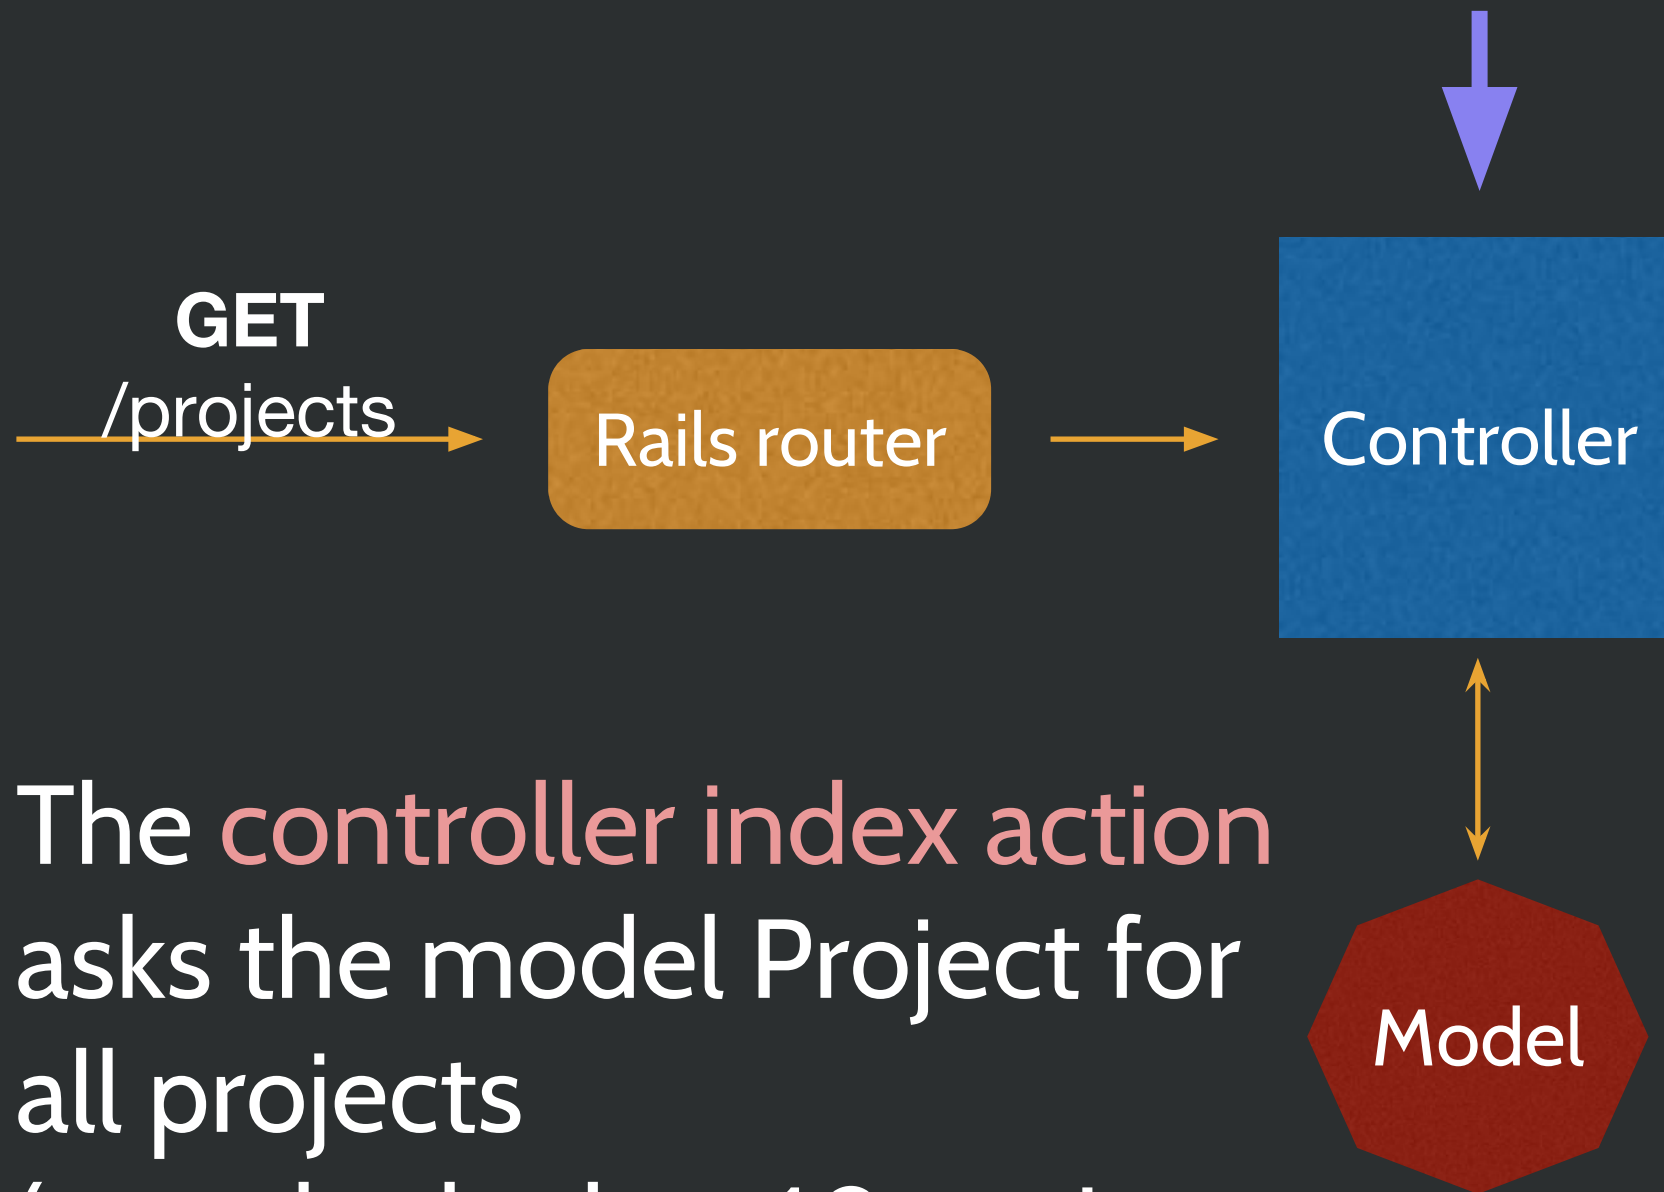 GET
/projects
Rails router
Controller
The controller index action
asks the model Project for
all projects
Model